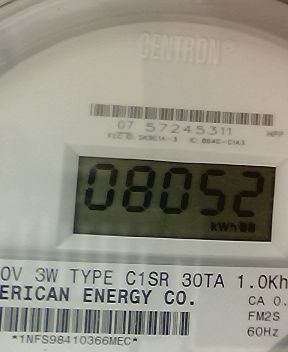 CENTRON®
07 57245311
08052
kWh
0V 3W TYPE C1SR 30TA 1.0Kh
ERICAN ENERGY CO.
CA 0.
FM2S
60Hz
*1NFS98410366MEC*